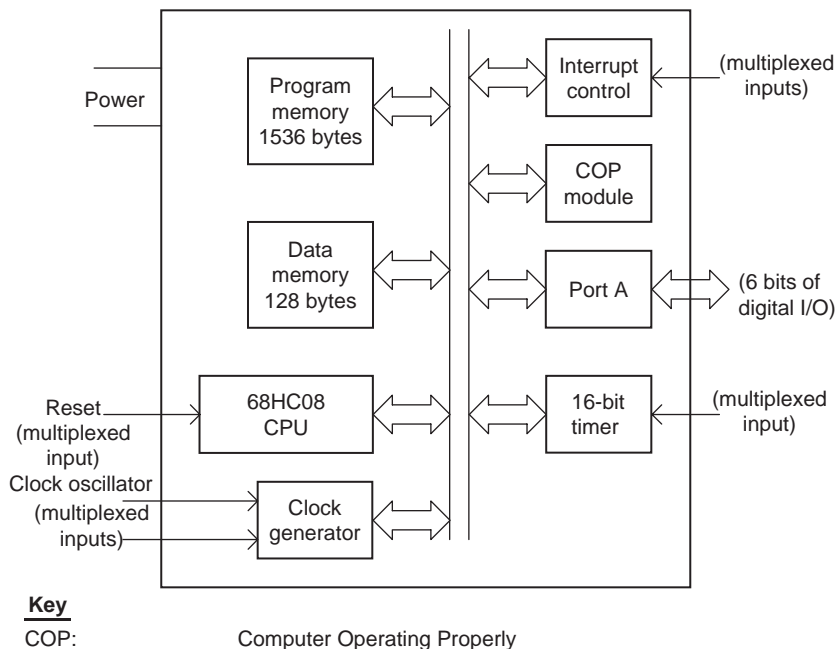 Power
Program
memory
1536 bytes
Interrupt
control
(multiplexed
inputs)
COP
module
Data
memory
128 bytes
Port A
(6 bits of
digital I/O)
Reset
(multiplexed
input)
68HC08
CPU
16-bit
timer
(multiplexed
input)
Clock oscillator
(multiplexed
inputs)
Clock
generator
Key
COP: Computer Operating Properly